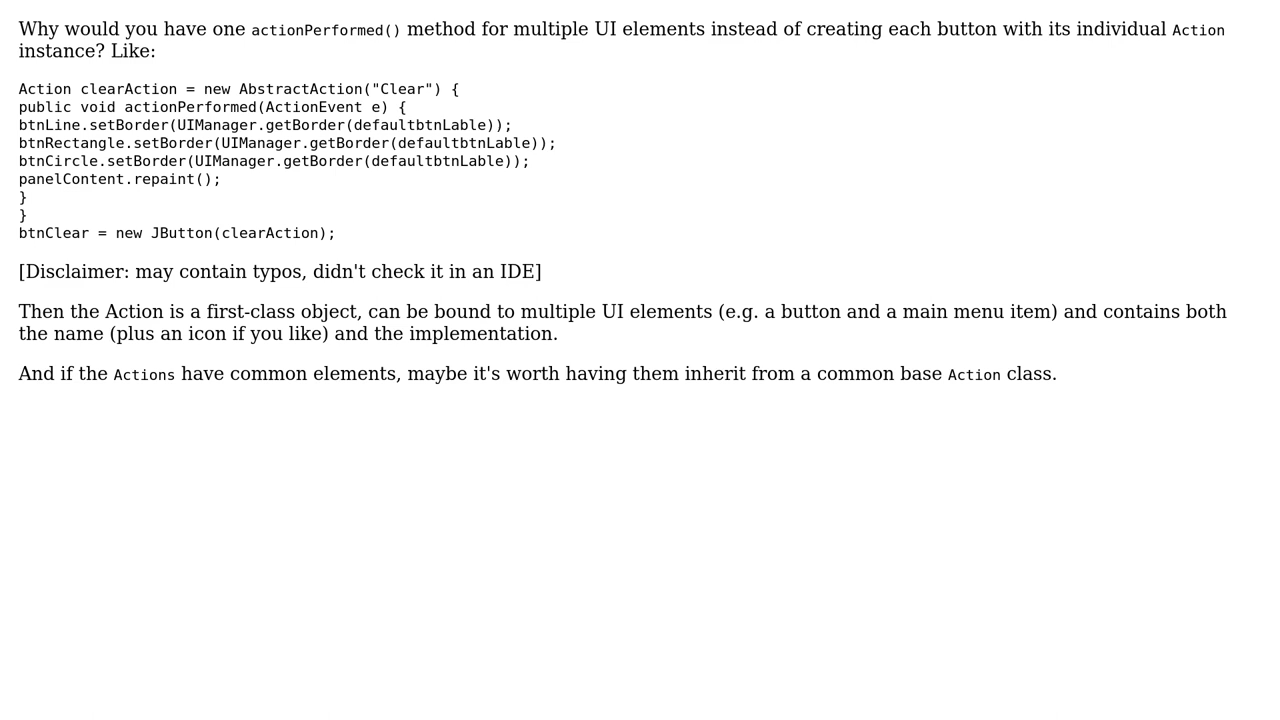 Why would you have one actionPerformed() method for multiple UI elements instead of creating each button with its individual Action
instance? Like:
Action clearAction = new AbstractAction("Clear") {
public void actionPerformed(ActionEvent e) {
btnLine.setBorder(UIManager.getBorder(defaultbtnLable));
btnRectangle.setBorder(UIManager.getBorder(defaultbtnLable));
btnCircle.setBorder(UIManager.getBorder(defaultbtnLable));
panelContent.repaint();
}
}
btnClear = new JButton(clearAction);
[Disclaimer: may contain typos, didn't check it in an IDE]
Then the Action is a first-class object, can be bound to multiple UI elements (e.g. a button and a main menu item) and contains both
the name (plus an icon if you like) and the implementation.
And if the Actions have common elements, maybe it's worth having them inherit from a common base Action class.